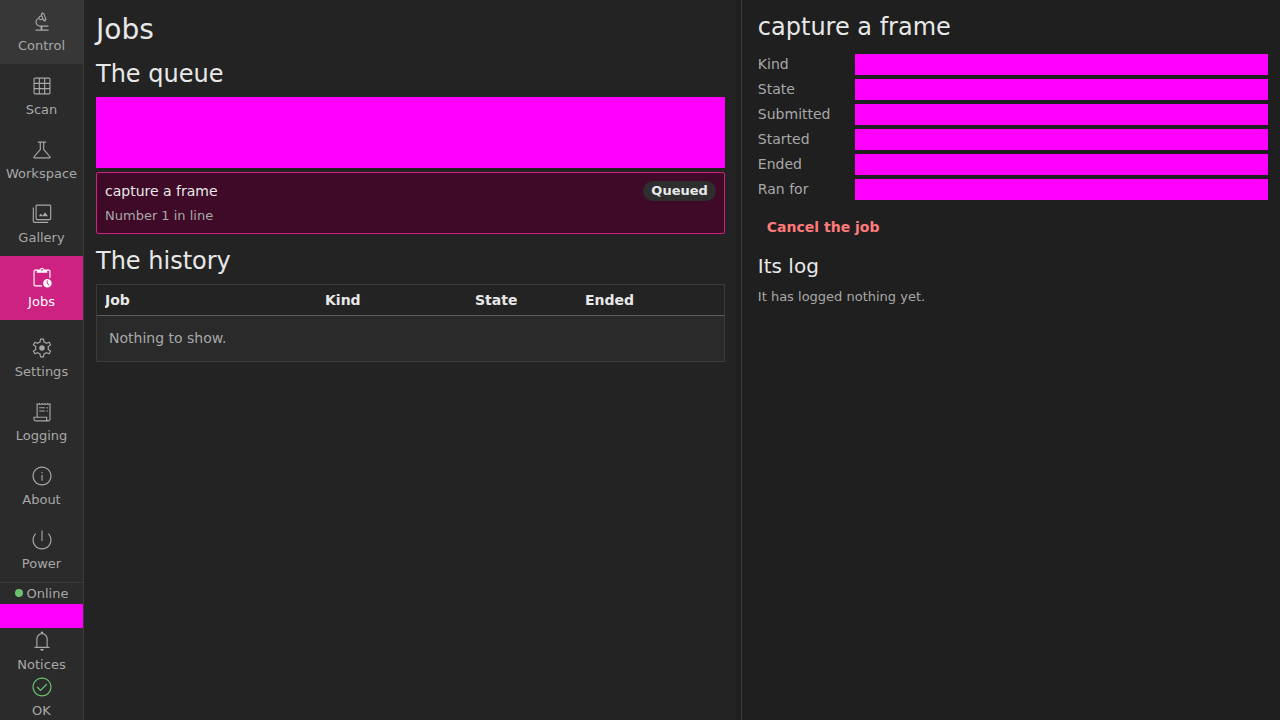 Control
Scan
Workspace
Gallery
Jobs
Settings
Logging
About
Power
Online
Notices
OK
Jobs
The queue
capture a frame
Queued
Number 1 in line
The history
Job Kind State Ended
Nothing to show.
capture a frame
Kind
State
Submitted
Started
Ended
Ran for
Cancel the job
Its log
It has logged nothing yet.